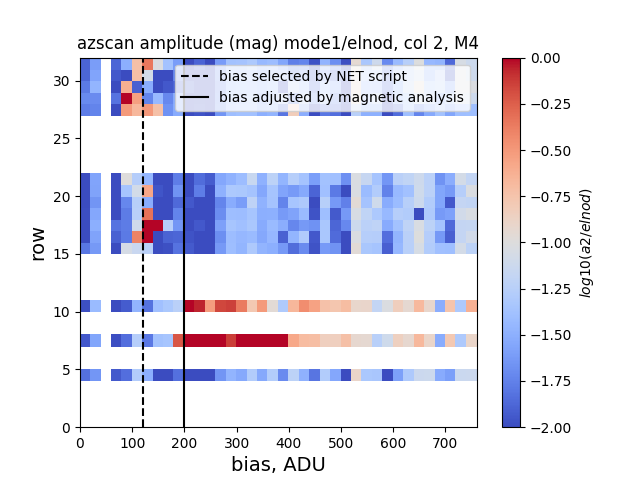 azscan amplitude (mag) mode1/elnod, col 2, M4
bias selected by NET script
bias adjusted by magnetic analysis
row
30
25
20
15
10
5
0
0 100 200 300 400 500 600 700
bias, ADU
0.00
−0.25
−0.50
−0.75
−1.00
−1.25
−1.50
−1.75
−2.00
log10(a2/elnod)